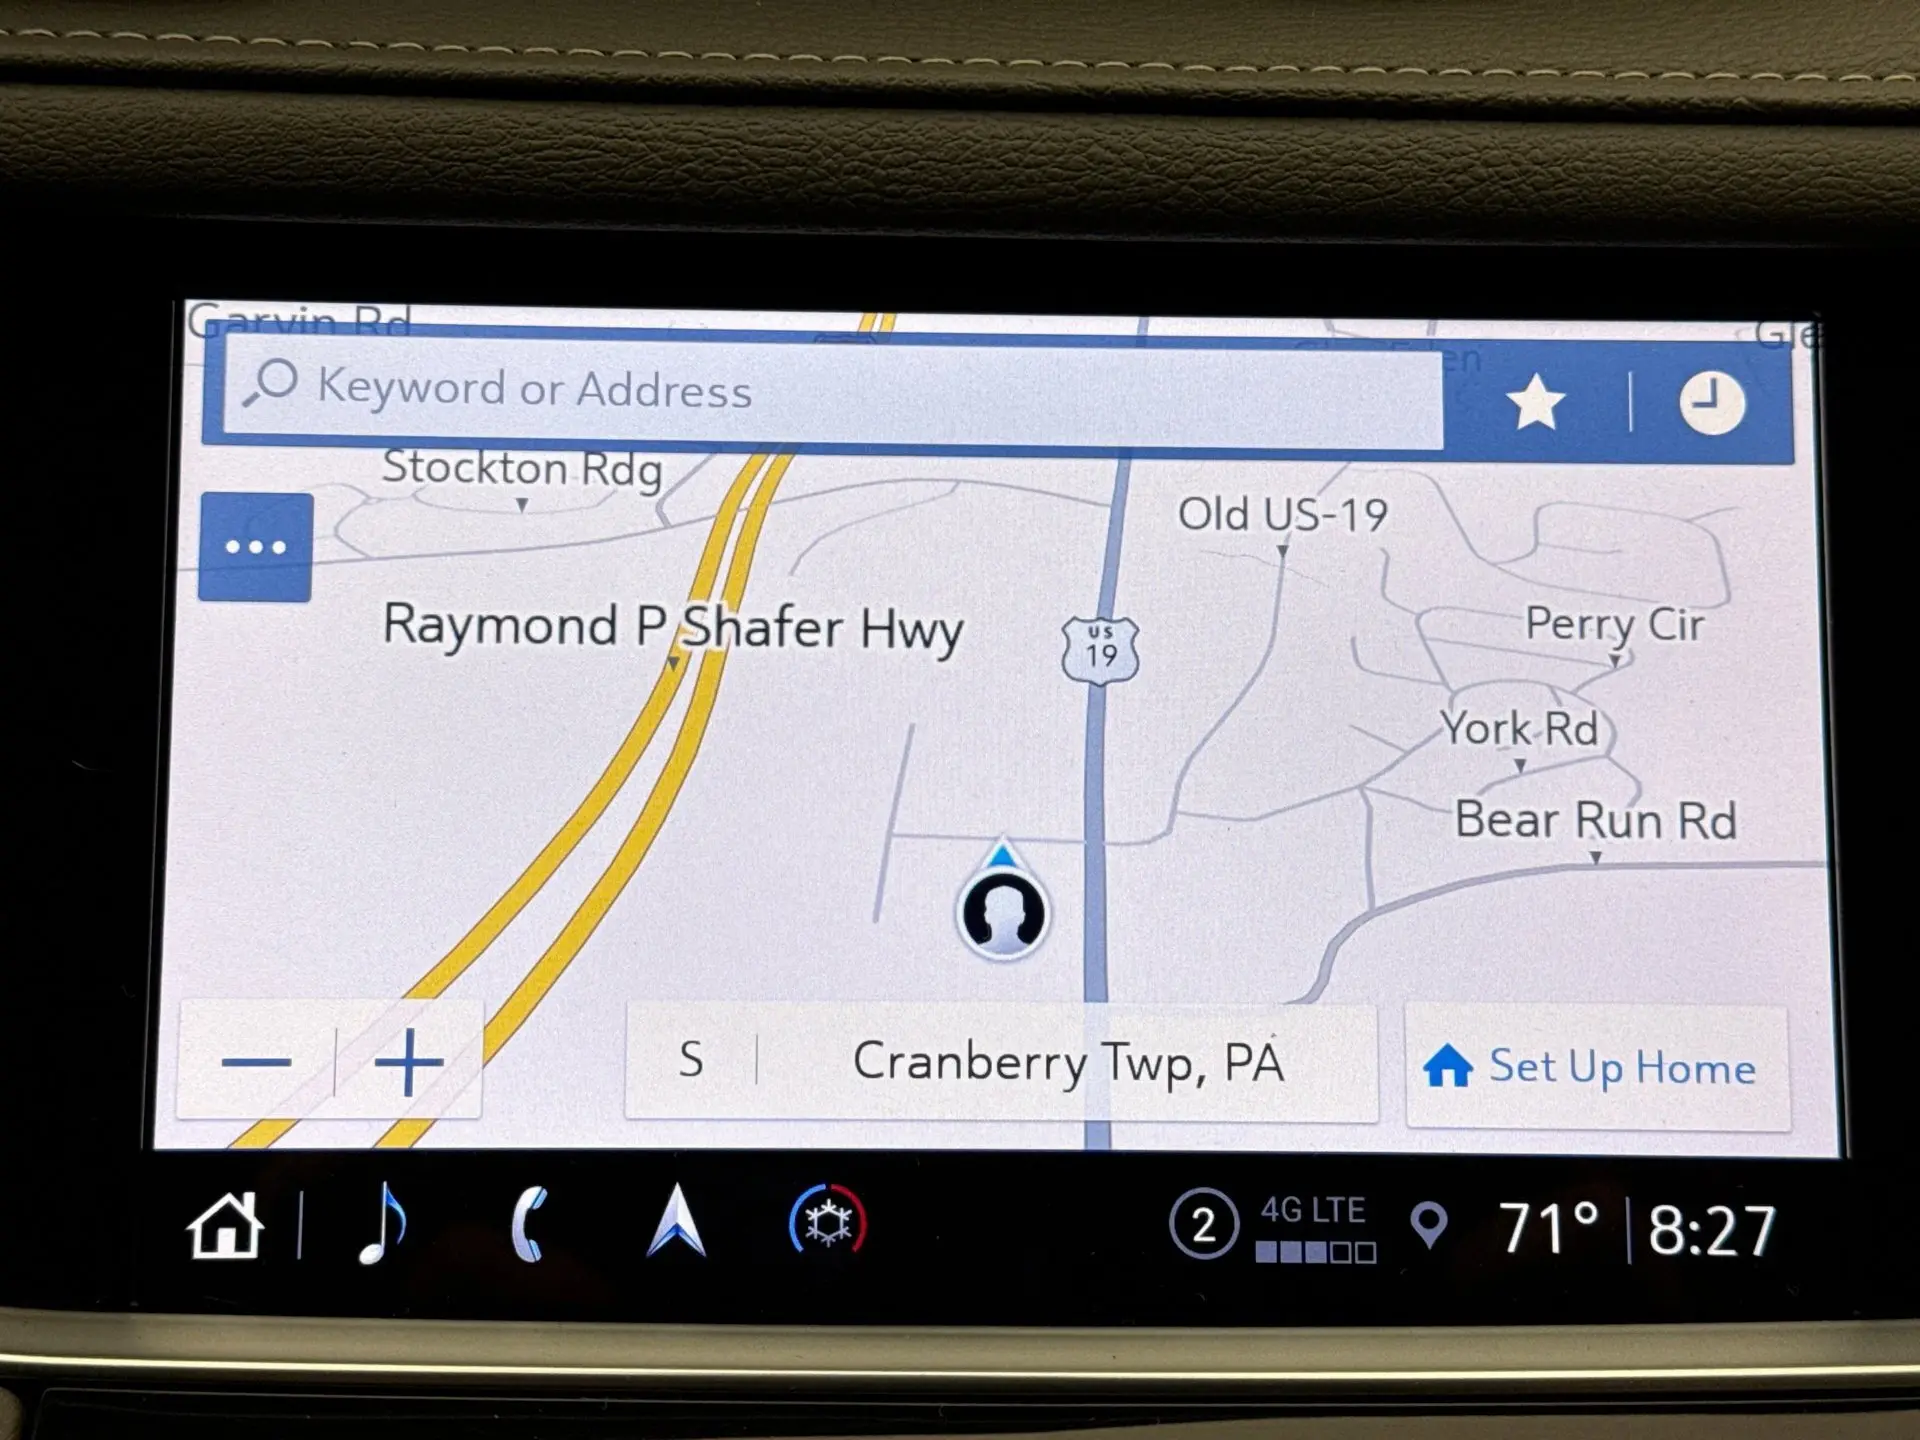 Garvin Rd
Keyword or Address
Stockton Rdg
Old US-19
Raymond P Shafer Hwy
US
19
Perry Cir
York Rd
Bear Run Rd
S
Cranberry Twp, PA
Set Up Home
2
4G LTE
71°
8:27